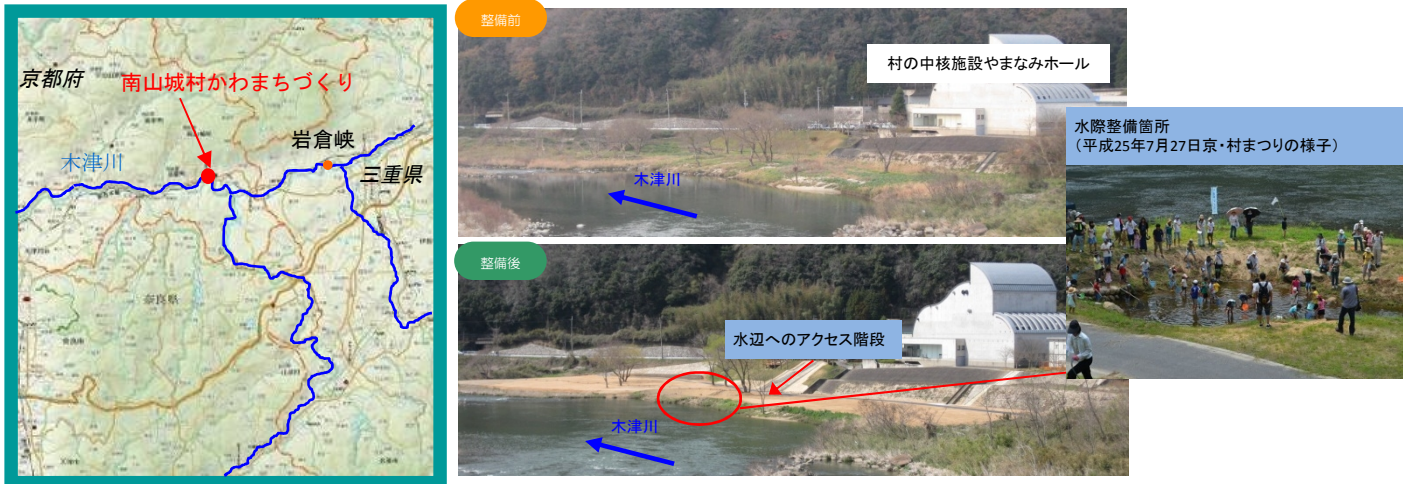 京都府
南山城村かわまちづくり
岩倉峡
木津川
三重県
奈良県
整備前
村の中核施設やまなみホール
木津川
水際整備箇所
（平成25年7月27日京・村まつりの様子）
整備後
水辺へのアクセス階段
木津川